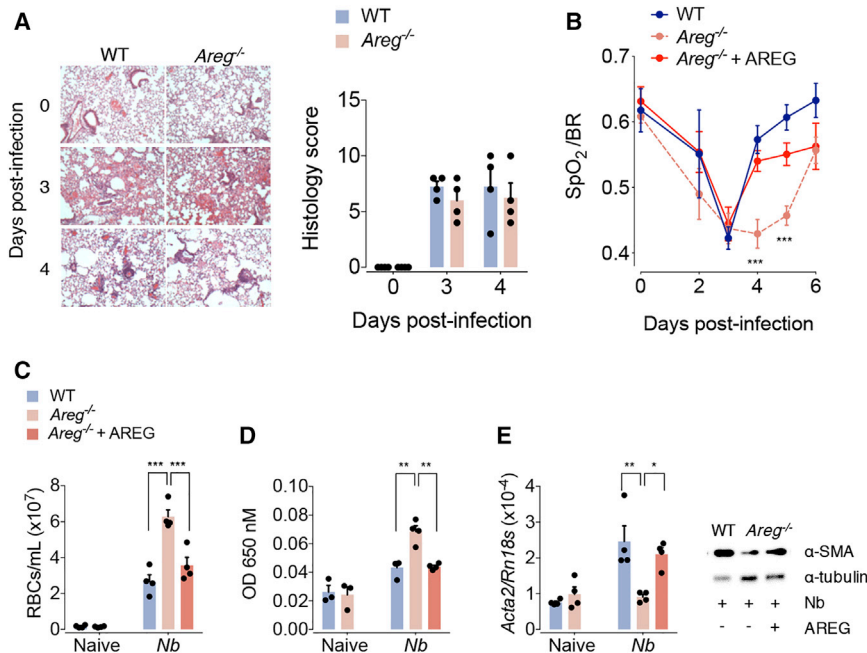 A
WT Areg-/-
Days post-infection
0
3
4
WT
Areg-/-
Histology score
15
10
5
0
0 3 4
Days post-infection
B
WT
Areg-/-
Areg-/- + AREG
SpO2/BR
0.7
0.6
0.5
0.4
***
***
0 2 4 6
Days post-infection
C
WT
Areg-/-
Areg-/- + AREG
RBCs/mL (x10^7)
8
6
4
2
0
*** ***
Naive Nb
D
OD 650 nM
0.10
0.08
0.06
0.04
0.02
0.00
** **
Naive Nb
E
Acta2/Rn18s (x10^-4)
4
3
2
1
0
** *
Naive Nb
WT Areg-/-
α-SMA
α-tubulin
+ + + Nb
- - + AREG